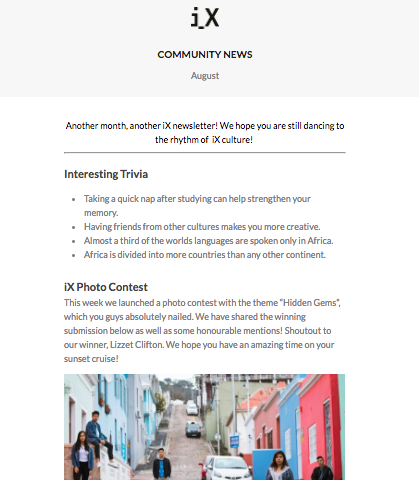 i_X
COMMUNITY NEWS
August
Another month, another iX newsletter! We hope you are still dancing to
the rhythm of iX culture!
Interesting Trivia
• Taking a quick nap after studying can help strengthen your
memory.
• Having friends from other cultures makes you more creative.
• Almost a third of the worlds languages are spoken only in Africa.
• Africa is divided into more countries than any other continent.
iX Photo Contest
This week we launched a photo contest with the theme "Hidden Gems",
which you guys absolutely nailed. We have shared the winning
submission below as well as some honourable mentions! Shoutout to
our winner, Lizzet Clifton. We hope you have an amazing time on your
sunset cruise!